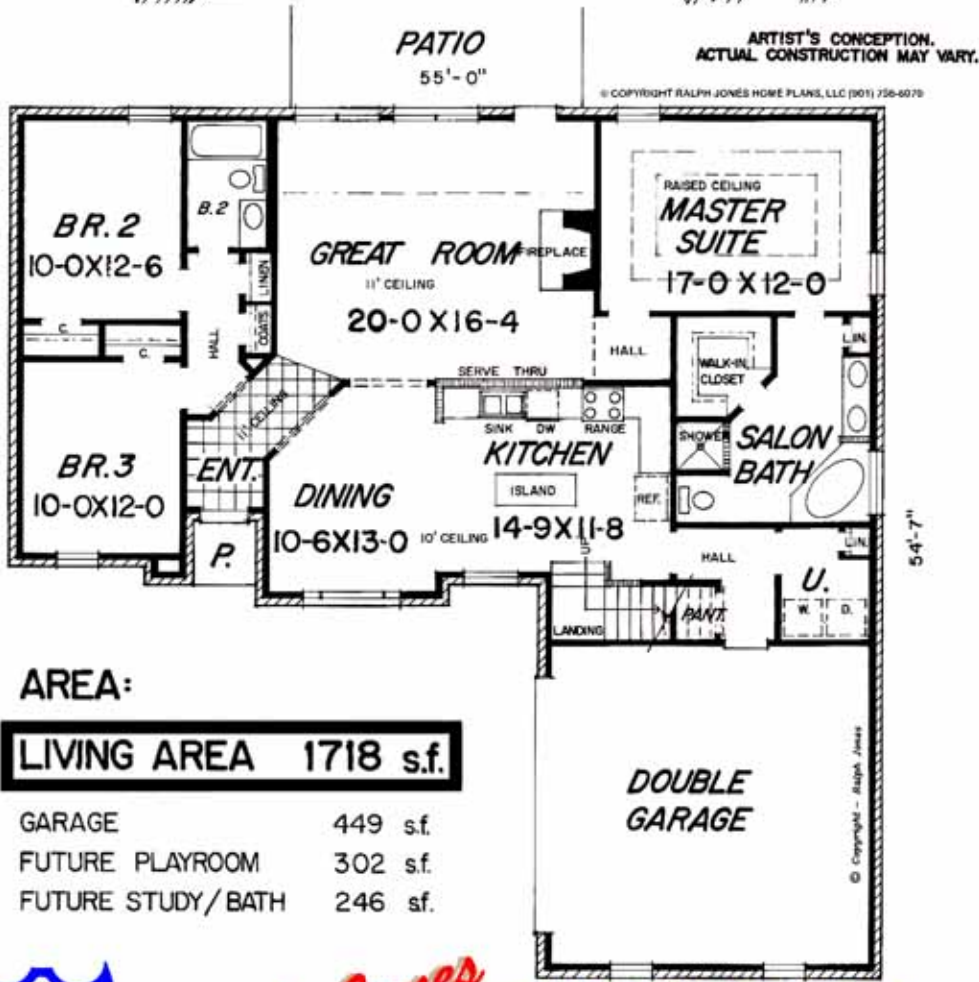 PATIO
55'-0"
ARTIST'S CONCEPTION.
ACTUAL CONSTRUCTION MAY VARY.
© COPYRIGHT RALPH JONES HOME PLANS, LLC (901) 756-6070
BR.2
10-0X12-6
B.2
LINEN
COATS
HALL
C.
C.
GREAT ROOM
11' CEILING
20-0X16-4
FIREPLACE
RAISED CEILING
MASTER
SUITE
17-0X12-0
HALL
WALK-IN
CLOSET
LIN.
SERVE THRU
SINK DW RANGE
KITCHEN
ISLAND
14-9X11-8
REF.
SHOWER
SALON
BATH
11' CEILING
ENT.
BR.3
10-0X12-0
P.
DINING
10-6X13-0
10' CEILING
UP
LANDING
PANT.
HALL
LIN.
U.
W. D.
54'-7"
AREA:
LIVING AREA 1718 s.f.
GARAGE 449 s.f.
FUTURE PLAYROOM 302 s.f.
FUTURE STUDY/BATH 246 s.f.
DOUBLE
GARAGE
© Copyright - Ralph Jones